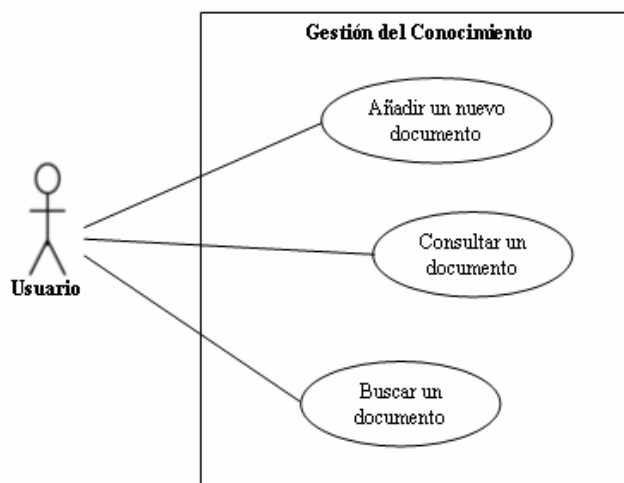 Gestión del Conocimiento
Añadir un nuevo
documento
Consultar un
documento
Usuario
Buscar un
documento